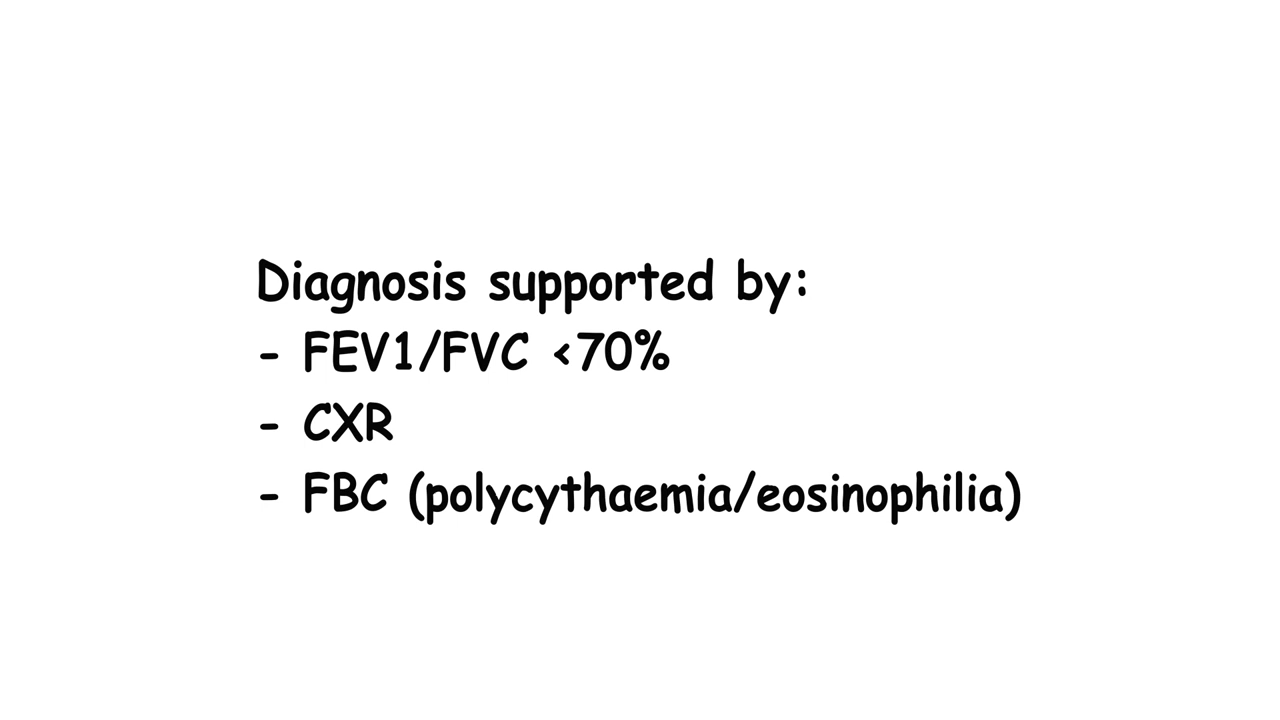 Diagnosis supported by:
- FEV1/FVC <70%
- CXR
- FBC (polycythaemia/eosinophilia)